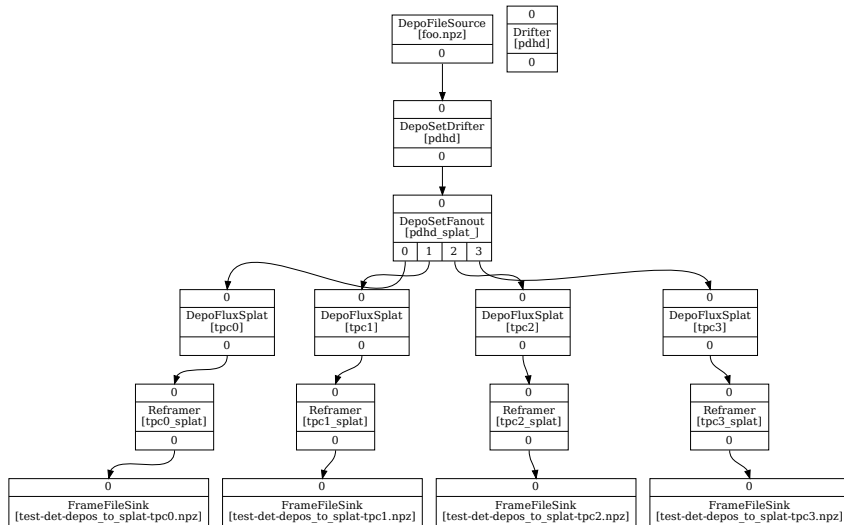 DepoFileSource
[foo.npz]
0
0
Drifter
[pdhd]
0
0
DepoSetDrifter
[pdhd]
0
0
DepoSetFanout
[pdhd_splat_]
0 1 2 3
0
DepoFluxSplat
[tpc0]
0
0
DepoFluxSplat
[tpc1]
0
0
DepoFluxSplat
[tpc2]
0
0
DepoFluxSplat
[tpc3]
0
0
Reframer
[tpc0_splat]
0
0
Reframer
[tpc1_splat]
0
0
Reframer
[tpc2_splat]
0
0
Reframer
[tpc3_splat]
0
0
FrameFileSink
[test-det-depos_to_splat-tpc0.npz]
0
FrameFileSink
[test-det-depos_to_splat-tpc1.npz]
0
FrameFileSink
[test-det-depos_to_splat-tpc2.npz]
0
FrameFileSink
[test-det-depos_to_splat-tpc3.npz]